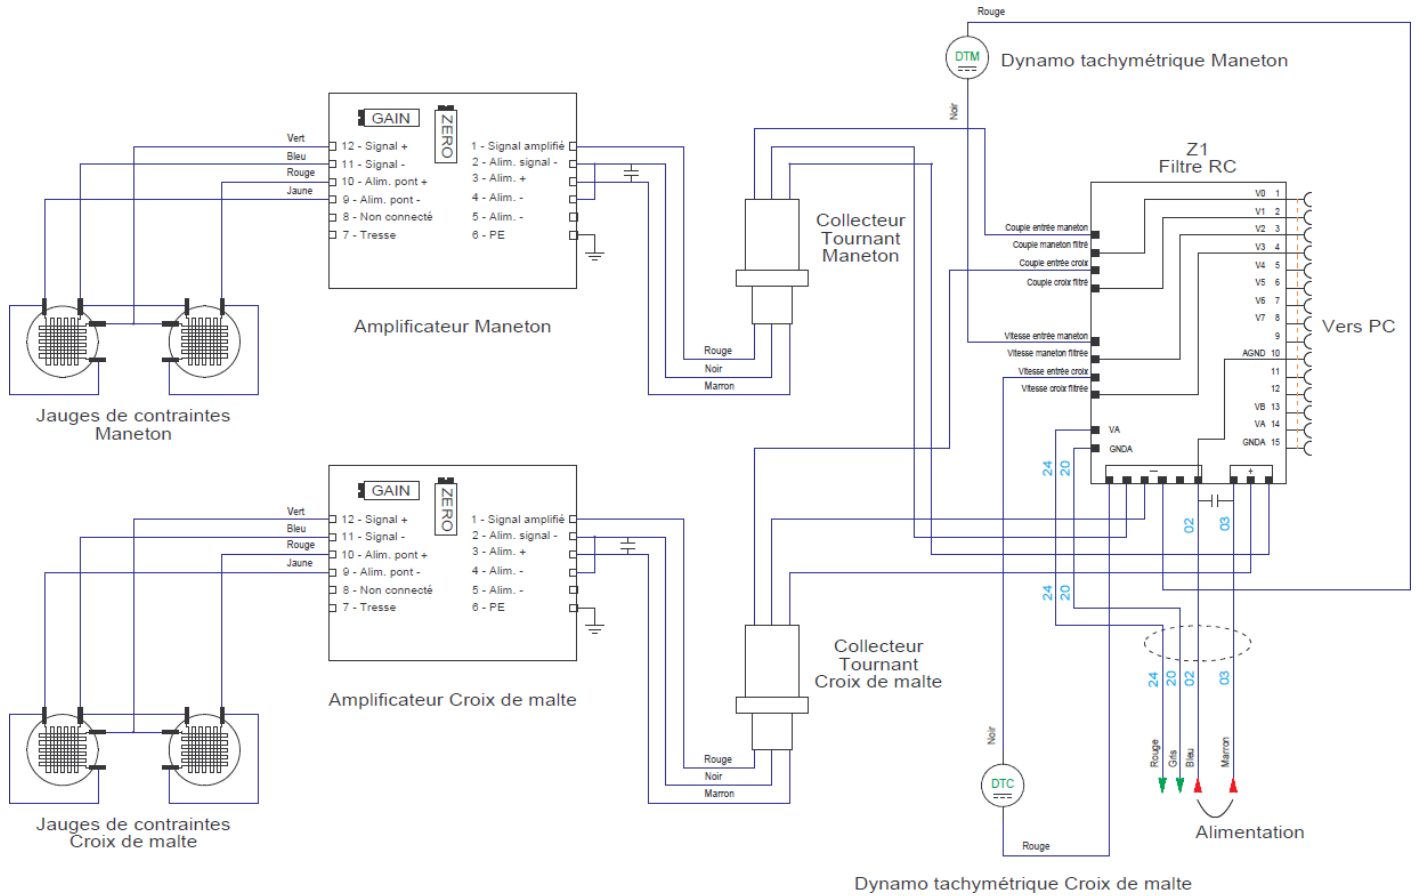 Rouge
DTM
Dynamo tachymétrique Maneton
Noir
GAIN
ZERO
Vert
Bleu
Rouge
Jaune
12 - Signal +
11 - Signal -
10 - Alim. pont +
9 - Alim. pont -
8 - Non connecté
7 - Tresse
1 - Signal amplifié
2 - Alim. signal -
3 - Alim. +
4 - Alim. -
5 - Alim. -
6 - PE
Amplificateur Maneton
Jauges de contraintes
Maneton
Collecteur
Tournant
Maneton
Rouge
Noir
Marron
Z1
Filtre RC
Couple entrée maneton
Couple maneton filtré
Couple entrée croix
Couple croix filtré
Vitesse entrée maneton
Vitesse maneton filtrée
Vitesse entrée croix
Vitesse croix filtrée
VA
GNDA
V0 1
V1 2
V2 3
V3 4
V4 5
V5 6
V6 7
V7 8
9
AGND 10
11
12
VB 13
VA 14
GNDA 15
Vers PC
24
20
-
+
02
03
GAIN
ZERO
Vert
Bleu
Rouge
Jaune
12 - Signal +
11 - Signal -
10 - Alim. pont +
9 - Alim. pont -
8 - Non connecté
7 - Tresse
1 - Signal amplifié
2 - Alim. signal -
3 - Alim. +
4 - Alim. -
5 - Alim. -
6 - PE
Amplificateur Croix de malte
Jauges de contraintes
Croix de malte
Collecteur
Tournant
Croix de malte
Rouge
Noir
Marron
24
20
24
20
02
03
Rouge
Gris
Bleu
Marron
Alimentation
Noir
DTC
Rouge
Dynamo tachymétrique Croix de malte